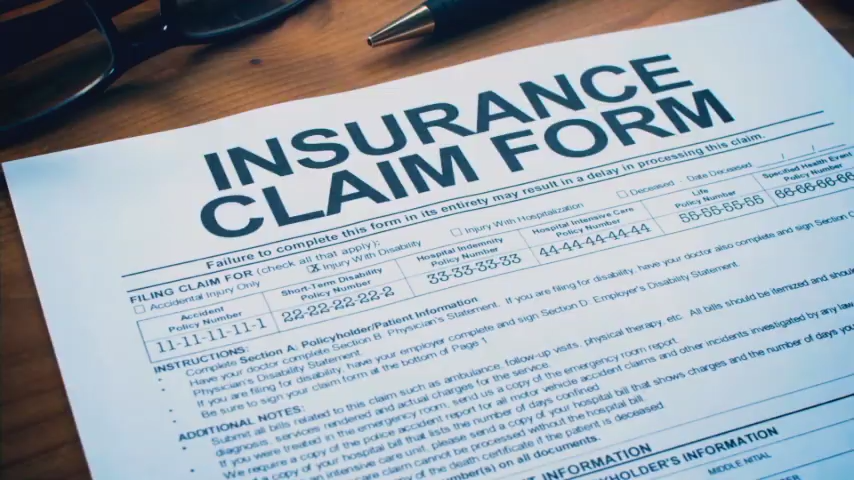 INSURANCE
CLAIM FORM
Failure to complete this form in its entirety may result in a delay in processing this claim.
FILING CLAIM FOR (check all that apply):
Accidental Injury Only
X Injury With Disability
Injury With Hospitalization
Deceased - Date Deceased __/__/__
Accident
Policy Number
11-11-11-11-1
Short-Term Disability
Policy Number
22-22-22-22-2
Hospital Indemnity
Policy Number
33-33-33-33
Hospital Intensive Care
Policy Number
44-44-44-44-44
Life
Policy Number
55-55-55-55
Specified Health Event
Policy Number
66-66-66-66
INSTRUCTIONS:
Complete Section A: Policyholder/Patient Information
Have your doctor complete Section B: Physician's Statement. If you are filing for disability, have your doctor also complete and sign Section C:
Physician's Disability Statement.
If you are filing for disability, have your employer complete and sign Section D: Employer's Disability Statement.
Be sure to sign your claim form at the bottom of Page 1
ADDITIONAL NOTES:
Submit all bills related to this claim such as ambulance, follow-up visits, physical therapy, etc. All bills should be itemized and should
diagnosis, services rendered and actual charges for the service.
If you were treated in the emergency room, send us a copy of the emergency room report.
We require a copy of the police accident report for all motor vehicle accident claims and other incidents investigated by any law
of your hospital bill that lists the number of days confined
an intensive care unit, please send a copy of your hospital bill that shows charges and the number of days you
care claim cannot be processed without the hospital bill.
of the death certificate if the patient is deceased
number(s) on all documents.
INFORMATION
HOLDER'S INFORMATION
MIDDLE INITIAL